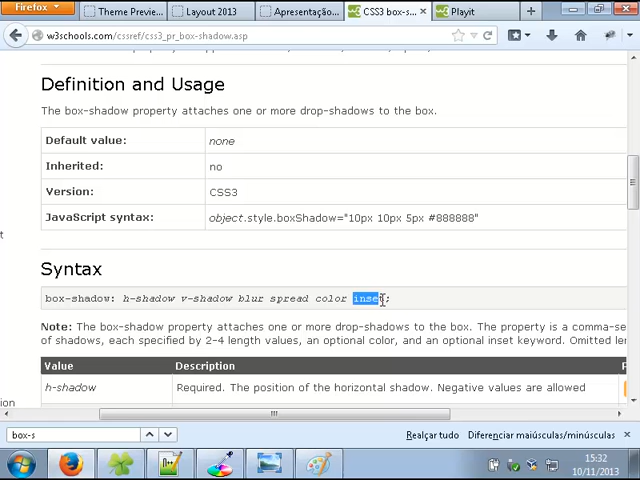 Firefox
Theme Previe...
Layout 2013
Apresentação...
CSS3 box-s...
Playit
w3schools.com/cssref/css3_pr_box-shadow.asp
Definition and Usage
The box-shadow property attaches one or more drop-shadows to the box.
Default value: none
Inherited: no
Version: CSS3
JavaScript syntax: object.style.boxShadow="10px 10px 5px #888888"
t
Syntax
box-shadow: h-shadow v-shadow blur spread color inset;
Note: The box-shadow property attaches one or more drop-shadows to the box. The property is a comma-se
of shadows, each specified by 2-4 length values, an optional color, and an optional inset keyword. Omitted len
Value Description
h-shadow Required. The position of the horizontal shadow. Negative values are allowed
ion
box-s Realçar tudo Diferenciar maiúsculas/minúsculas
15:32
10/11/2013